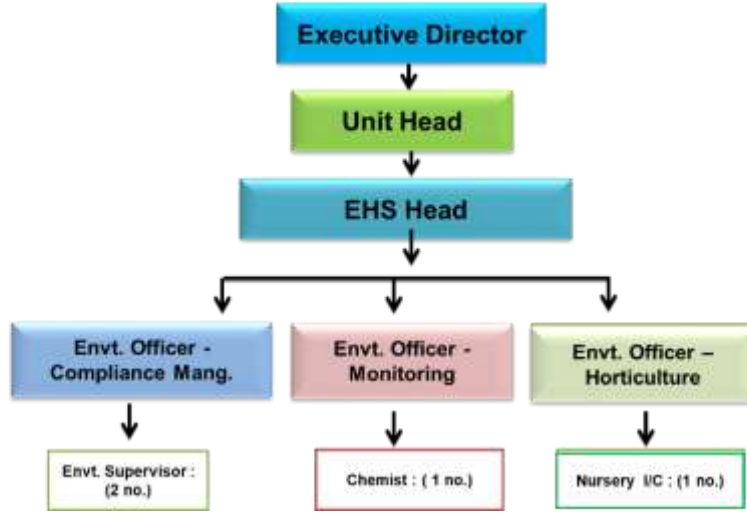 Executive Director
Unit Head
EHS Head
Envt. Officer -
Compliance Mang.
Envt. Officer -
Monitoring
Envt. Officer –
Horticulture
Envt. Supervisor :
(2 no.)
Chemist : ( 1 no.)
Nursery I/C : (1 no.)